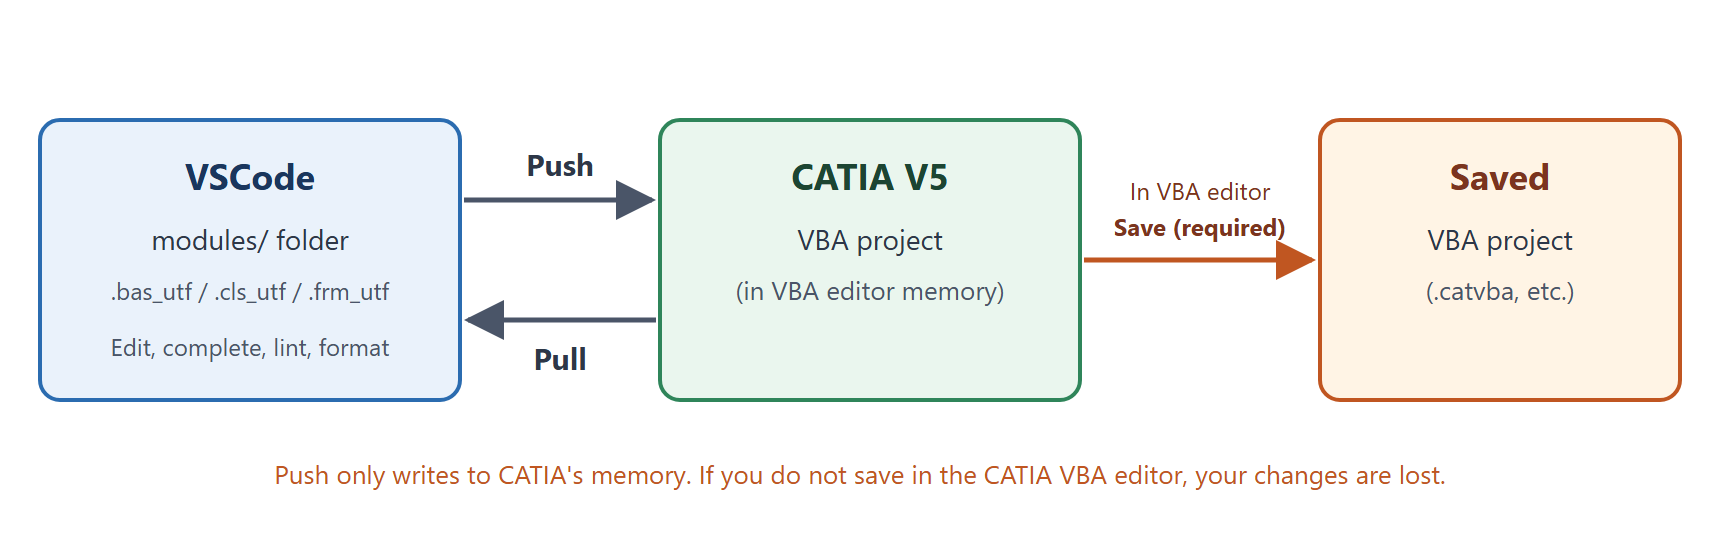 VSCode
modules/ folder
.bas_utf / .cls_utf / .frm_utf
Edit, complete, lint, format
Push
Pull
CATIA V5
VBA project
(in VBA editor memory)
In VBA editor
Save (required)
Saved
VBA project
(.catvba, etc.)
Push only writes to CATIA's memory. If you do not save in the CATIA VBA editor, your changes are lost.